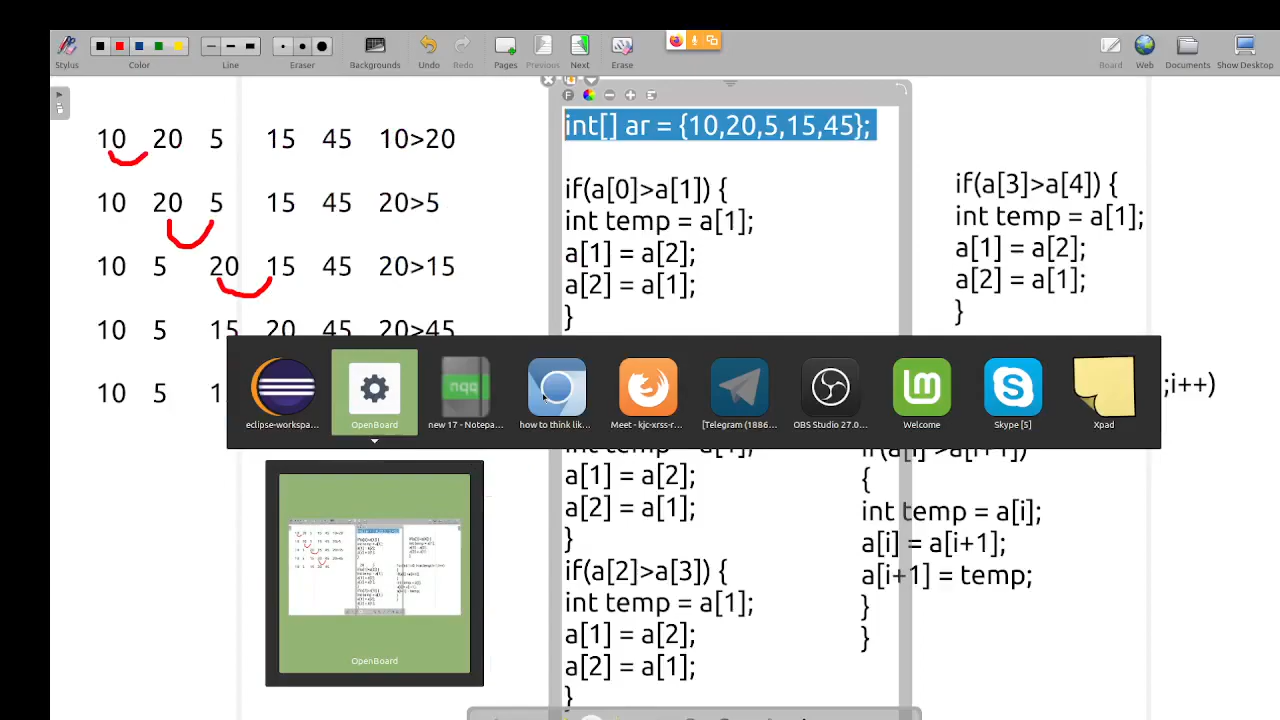 Stylus Color Line Eraser Backgrounds Undo Redo Pages Previous Next Erase Board Web Documents Show Desktop
10 20 5 15 45 10>20
10 20 5 15 45 20>5
10 5 20 15 45 20>15
10 5 15 20 45 20>45
10 5 1
int[] ar = {10,20,5,15,45};
if(a[0]>a[1]) {
int temp = a[1];
a[1] = a[2];
a[2] = a[1];
}
a[1] = a[2];
a[2] = a[1];
}
if(a[2]>a[3]) {
int temp = a[1];
a[1] = a[2];
a[2] = a[1];
}
if(a[3]>a[4]) {
int temp = a[1];
a[1] = a[2];
a[2] = a[1];
}
;i++)
if(a[i]>a[i+1])
{
int temp = a[i];
a[i] = a[i+1];
a[i+1] = temp;
}
}
nqq
eclipse-workspa... OpenBoard new 17 - Notepa... how to think lik... Meet - kjc-xrss-r... [Telegram (1886... OBS Studio 27.0... Welcome Skype [5] Xpad
OpenBoard